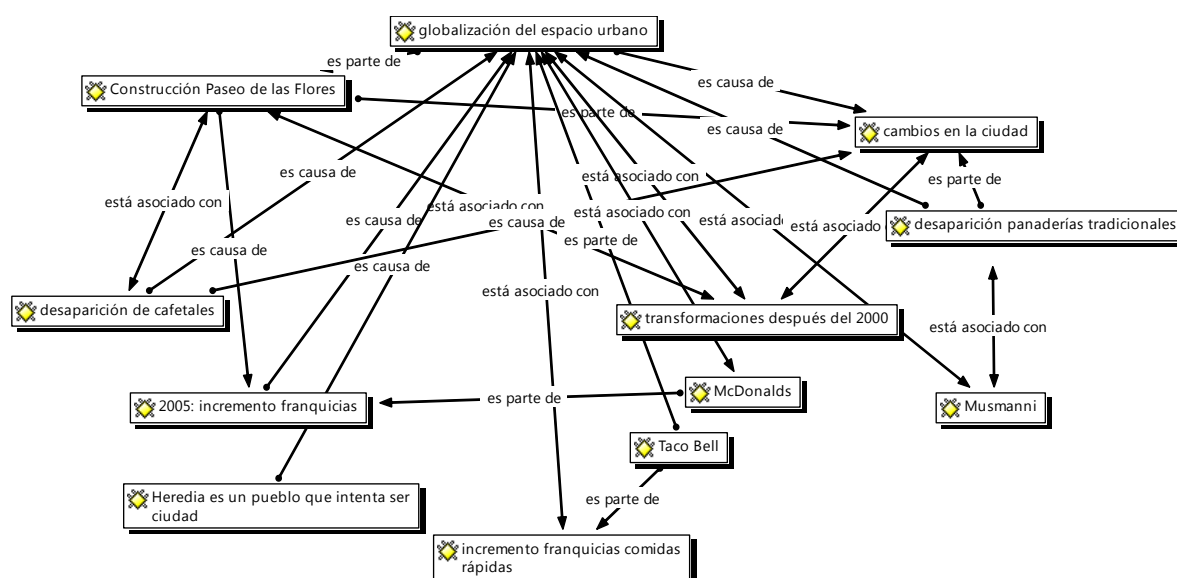 globalización del espacio urbano
es parte de
Construcción Paseo de las Flores
es causa de
es parte de
es causa de
cambios en la ciudad
es causa de
está asociado con
es parte de
está asociado con
está asociado con
es causa de
está asociado con
es causa de
está asociado
está asociado
desaparición panaderías tradicionales
es causa de
es parte de
es causa de
está asociado con
desaparición de cafetales
transformaciones después del 2000
está asociado con
2005: incremento franquicias
es parte de
McDonalds
Musmanni
Taco Bell
Heredia es un pueblo que intenta ser
ciudad
es parte de
incremento franquicias comidas
rápidas